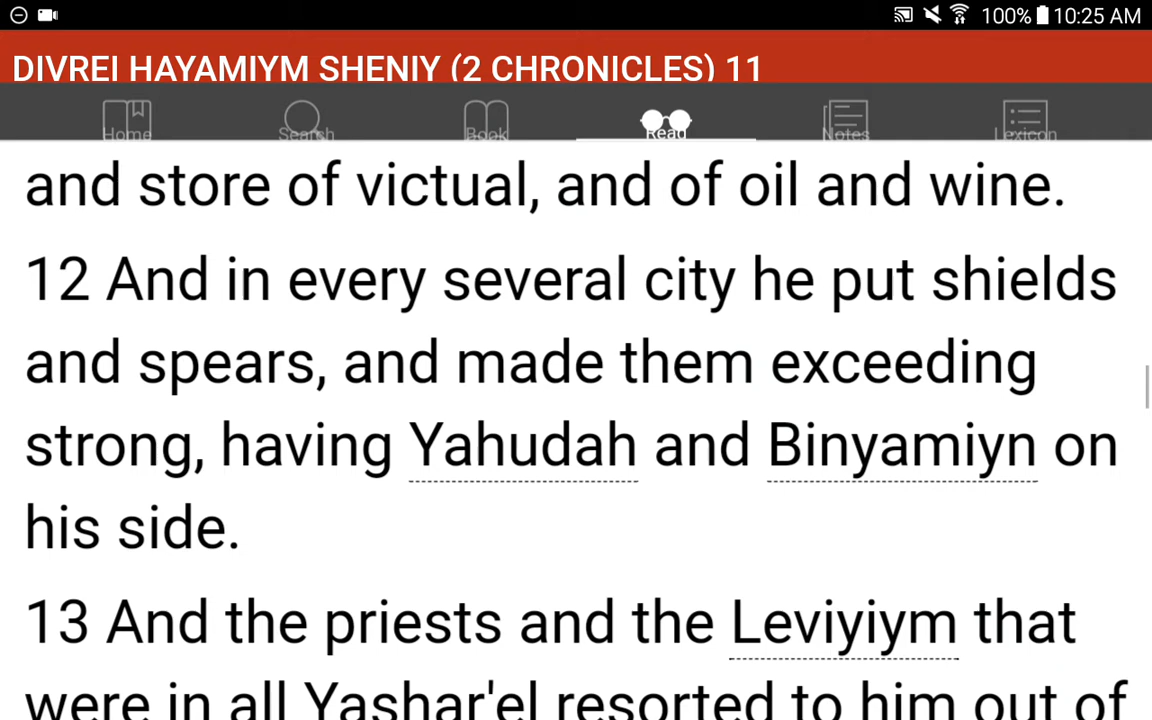 100% 10:25 AM
DIVREI HAYAMIYM SHENIY (2 CHRONICLES) 11
Home Search Book Read Notes Lexicon
and store of victual, and of oil and wine.
12 And in every several city he put shields
and spears, and made them exceeding
strong, having Yahudah and Binyamiyn on
his side.
13 And the priests and the Leviyiym that
were in all Yashar'el resorted to him out of